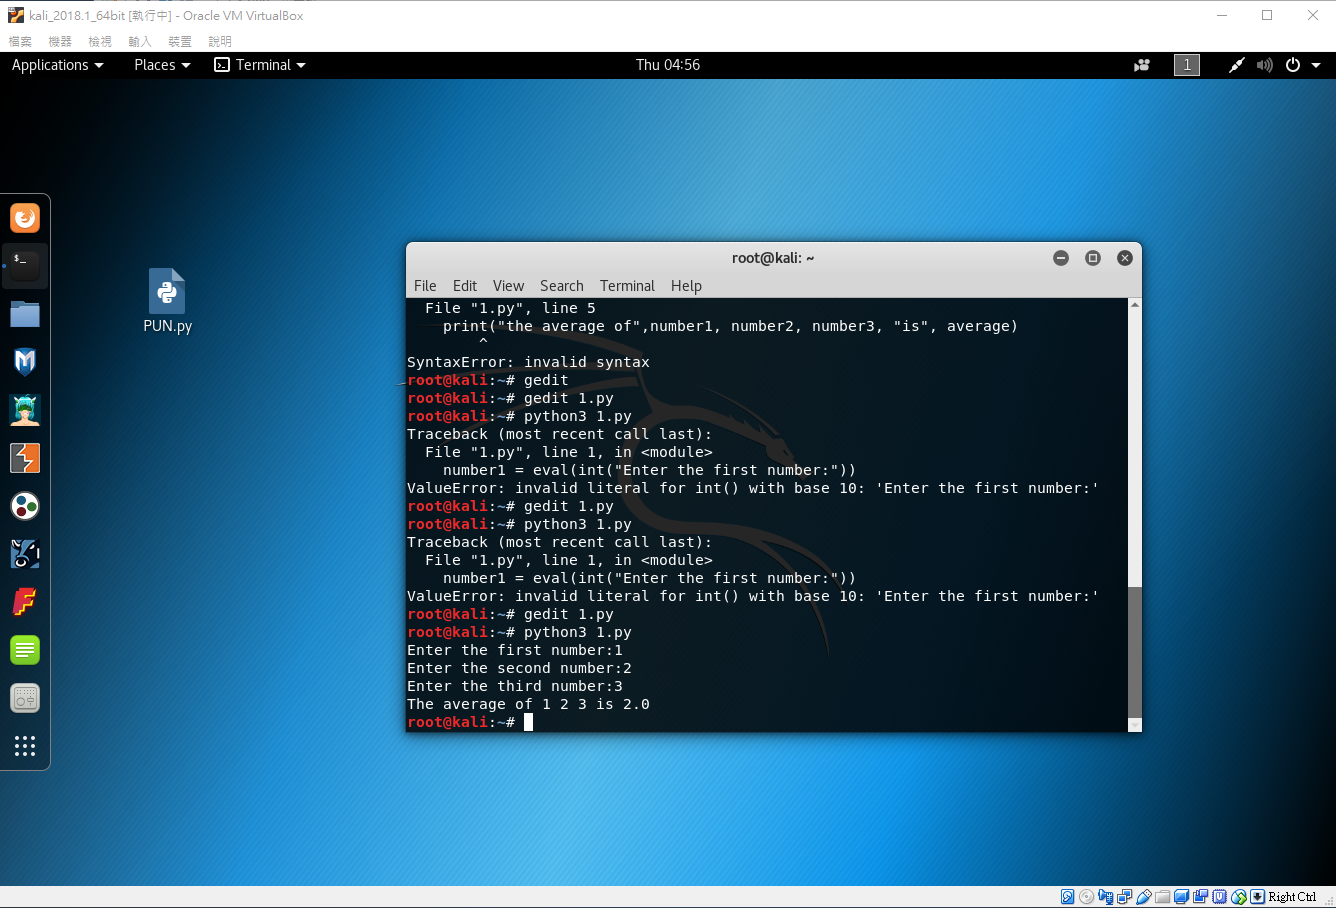 kali_2018.1_64bit [執行中] - Oracle VM VirtualBox
檔案 機器 檢視 輸入 裝置 說明
Applications Places Terminal Thu 04:56 1
PUN.py
root@kali: ~
File Edit View Search Terminal Help
File "1.py", line 5
print("the average of",number1, number2, number3, "is", average)
^
SyntaxError: invalid syntax
root@kali:~# gedit
root@kali:~# gedit 1.py
root@kali:~# python3 1.py
Traceback (most recent call last):
File "1.py", line 1, in <module>
number1 = eval(int("Enter the first number:"))
ValueError: invalid literal for int() with base 10: 'Enter the first number:'
root@kali:~# gedit 1.py
root@kali:~# python3 1.py
Traceback (most recent call last):
File "1.py", line 1, in <module>
number1 = eval(int("Enter the first number:"))
ValueError: invalid literal for int() with base 10: 'Enter the first number:'
root@kali:~# gedit 1.py
root@kali:~# python3 1.py
Enter the first number:1
Enter the second number:2
Enter the third number:3
The average of 1 2 3 is 2.0
root@kali:~#
Right Ctrl